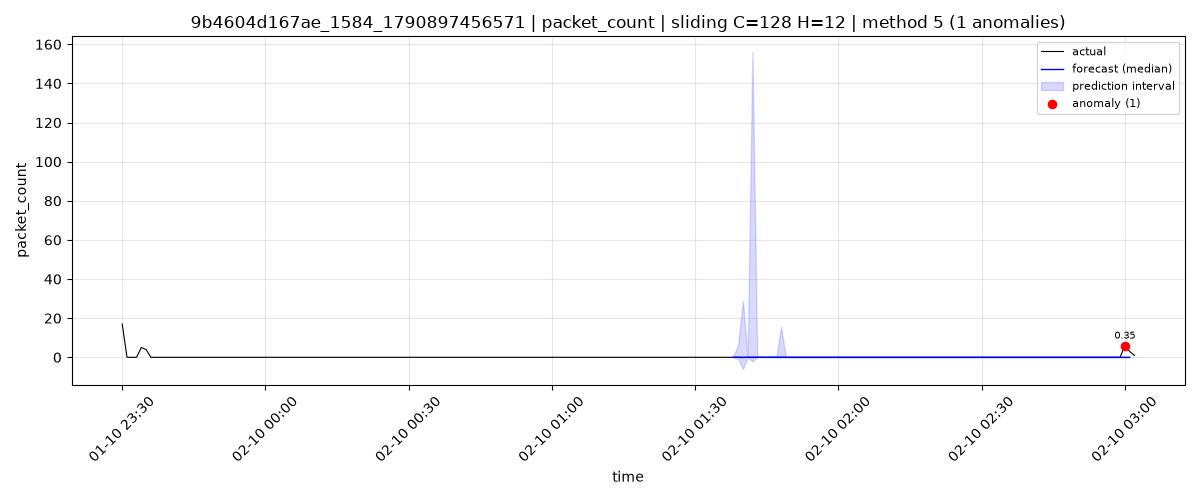 9b4604d167ae_1584_1790897456571 | packet_count | sliding C=128 H=12 | method 5 (1 anomalies)
160
140
120
100
80
60
40
20
0
packet_count
actual
forecast (median)
prediction interval
anomaly (1)
0.35
01-10 23:30
02-10 00:00
02-10 00:30
02-10 01:00
02-10 01:30
02-10 02:00
02-10 02:30
02-10 03:00
time